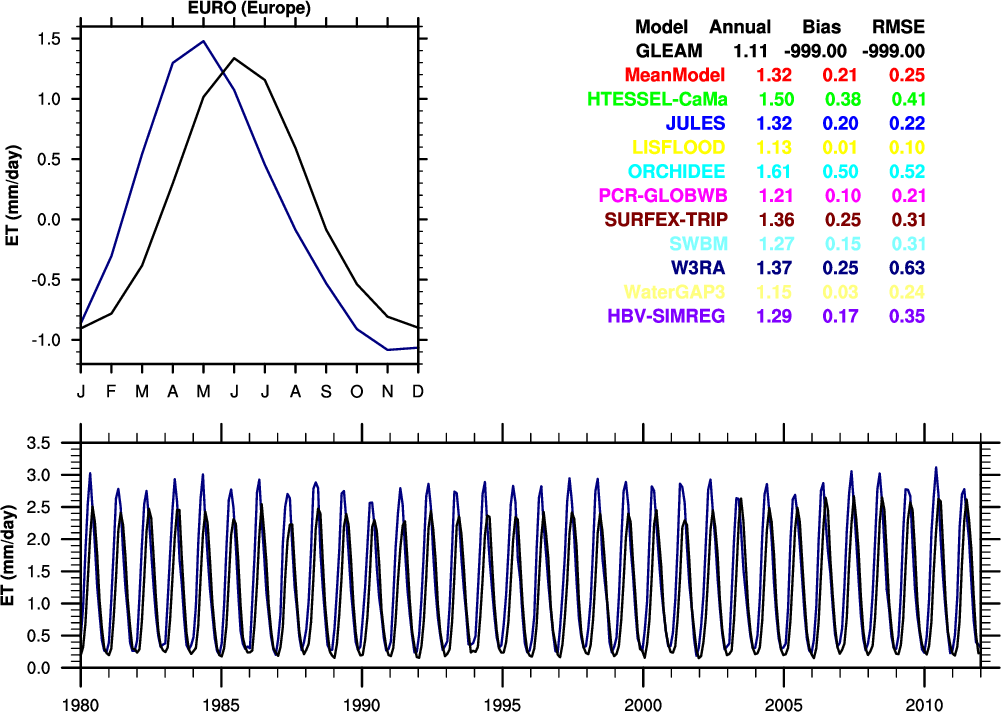 EURO (Europe)
1.5
1.0
0.5
0.0
-0.5
-1.0
ET (mm/day)
J F M A M J J A S O N D
Model Annual Bias RMSE
GLEAM 1.11 -999.00 -999.00
MeanModel 1.32 0.21 0.25
HTESSEL-CaMa 1.50 0.38 0.41
JULES 1.32 0.20 0.22
LISFLOOD 1.13 0.01 0.10
ORCHIDEE 1.61 0.50 0.52
PCR-GLOBWB 1.21 0.10 0.21
SURFEX-TRIP 1.36 0.25 0.31
SWBM 1.27 0.15 0.31
W3RA 1.37 0.25 0.63
WaterGAP3 1.15 0.03 0.24
HBV-SIMREG 1.29 0.17 0.35
3.5
3.0
2.5
2.0
1.5
1.0
0.5
0.0
ET (mm/day)
1980 1985 1990 1995 2000 2005 2010